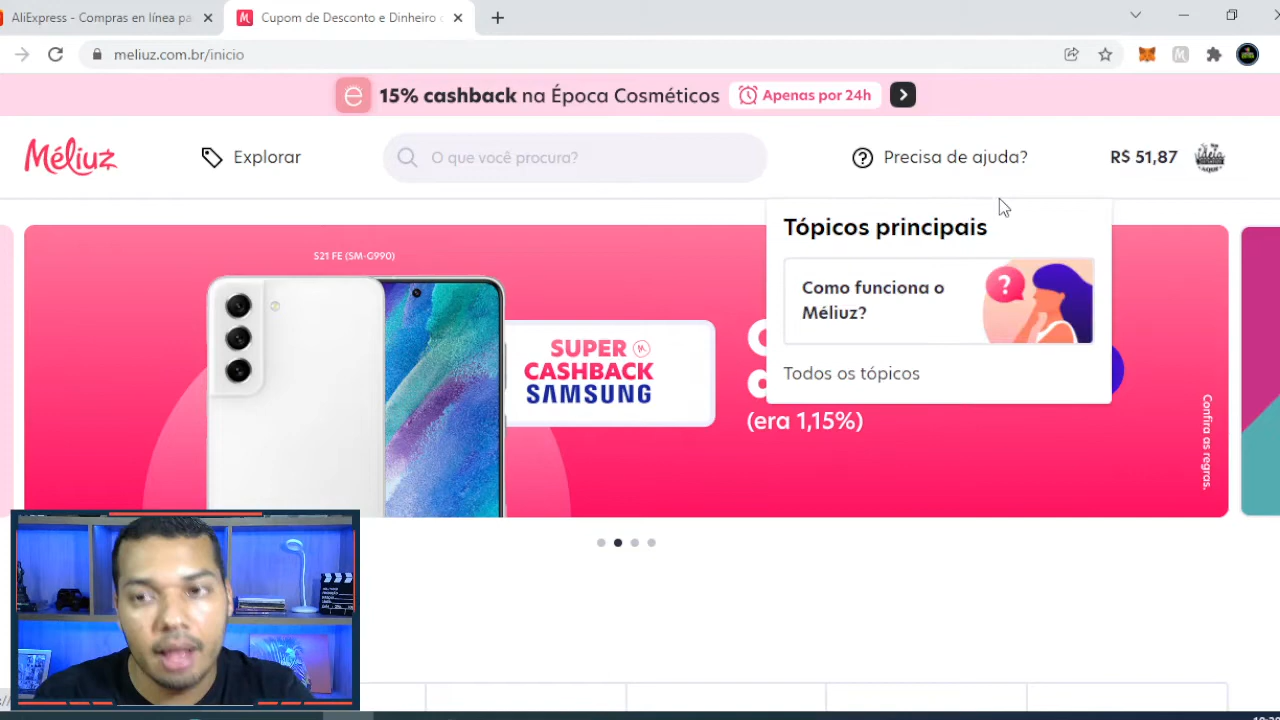 AliExpress - Compras en línea pa
Cupom de Desconto e Dinheiro
meliuz.com.br/inicio
15% cashback na Época Cosméticos
Apenas por 24h
Méliuz
Explorar
O que você procura?
Precisa de ajuda?
R$ 51,87
Tópicos principais
Como funciona o
Méliuz?
Todos os tópicos
S21 FE (SM-G990)
SUPER
CASHBACK
SAMSUNG
(era 1,15%)
Confira as regras.